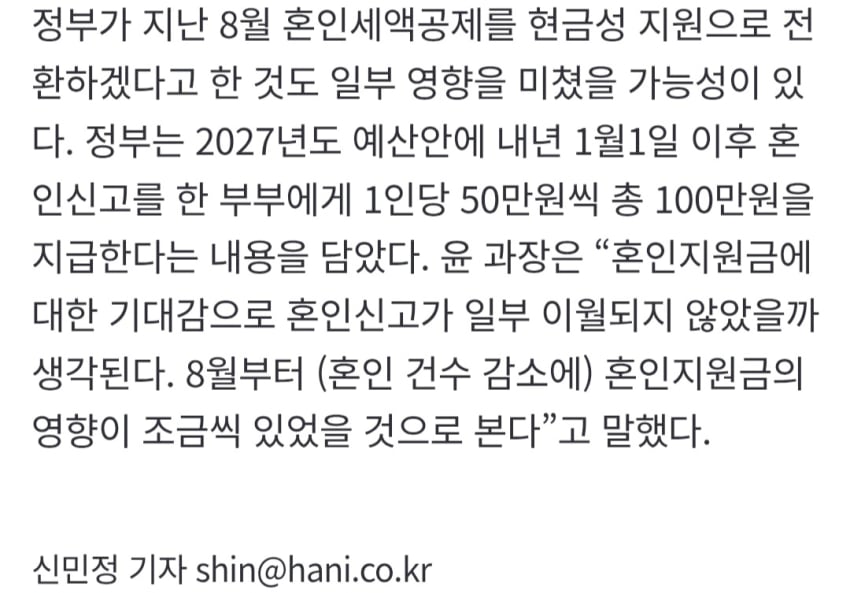 정부가 지난 8월 혼인세액공제를 현금성 지원으로 전
환하겠다고 한 것도 일부 영향을 미쳤을 가능성이 있
다. 정부는 2027년도 예산안에 내년 1월1일 이후 혼
인신고를 한 부부에게 1인당 50만원씩 총 100만원을
지급한다는 내용을 담았다. 윤 과장은 “혼인지원금에
대한 기대감으로 혼인신고가 일부 이월되지 않았을까
생각된다. 8월부터 (혼인 건수 감소에) 혼인지원금의
영향이 조금씩 있었을 것으로 본다”고 말했다.
신민정 기자 shin@hani.co.kr